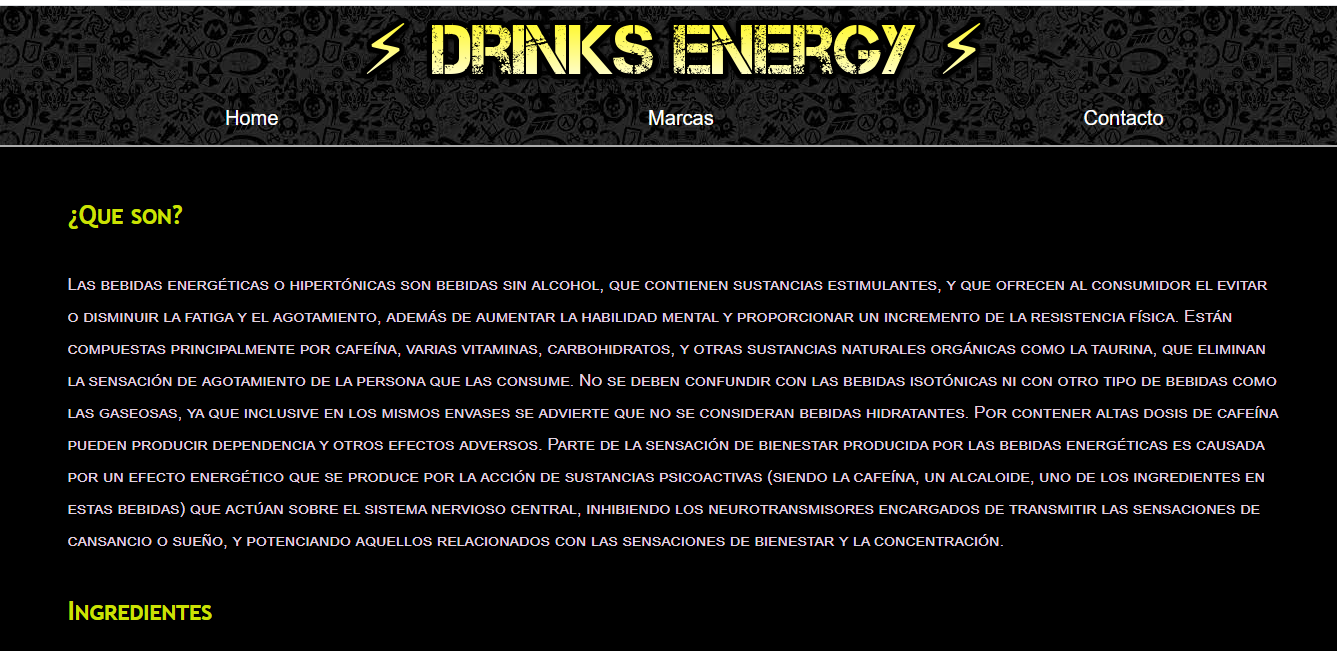 ⚡ DRINKS ENERGY ⚡
Home Marcas Contacto
¿Que son?
Las bebidas energéticas o hipertónicas son bebidas sin alcohol, que contienen sustancias estimulantes, y que ofrecen al consumidor el evitar
o disminuir la fatiga y el agotamiento, además de aumentar la habilidad mental y proporcionar un incremento de la resistencia física. Están
compuestas principalmente por cafeína, varias vitaminas, carbohidratos, y otras sustancias naturales orgánicas como la taurina, que eliminan
la sensación de agotamiento de la persona que las consume. No se deben confundir con las bebidas isotónicas ni con otro tipo de bebidas como
las gaseosas, ya que inclusive en los mismos envases se advierte que no se consideran bebidas hidratantes. Por contener altas dosis de cafeína
pueden producir dependencia y otros efectos adversos. Parte de la sensación de bienestar producida por las bebidas energéticas es causada
por un efecto energético que se produce por la acción de sustancias psicoactivas (siendo la cafeína, un alcaloide, uno de los ingredientes en
estas bebidas) que actúan sobre el sistema nervioso central, inhibiendo los neurotransmisores encargados de transmitir las sensaciones de
cansancio o sueño, y potenciando aquellos relacionados con las sensaciones de bienestar y la concentración.
Ingredientes